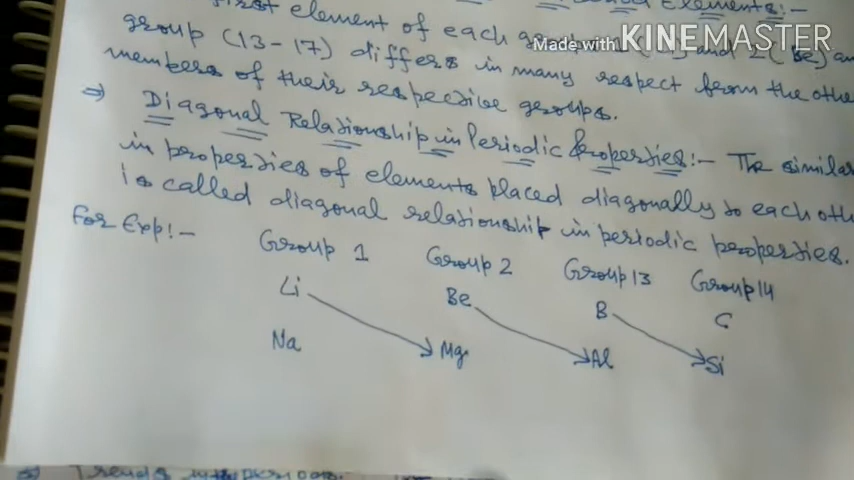 First element of each Elements:-
Made with KINEMASTER
group (13-17) differs in many respect from the othe
members of their respective groups.
⇒ Diagonal Relationship in Periodic Properties:- The similar
in properties of elements placed diagonally to each oth
is called diagonal relationship in periodic properties.
For Exp:-
Group 1 Group 2 Group 13 Group 14
Li Be B C
Na Mg Al Si